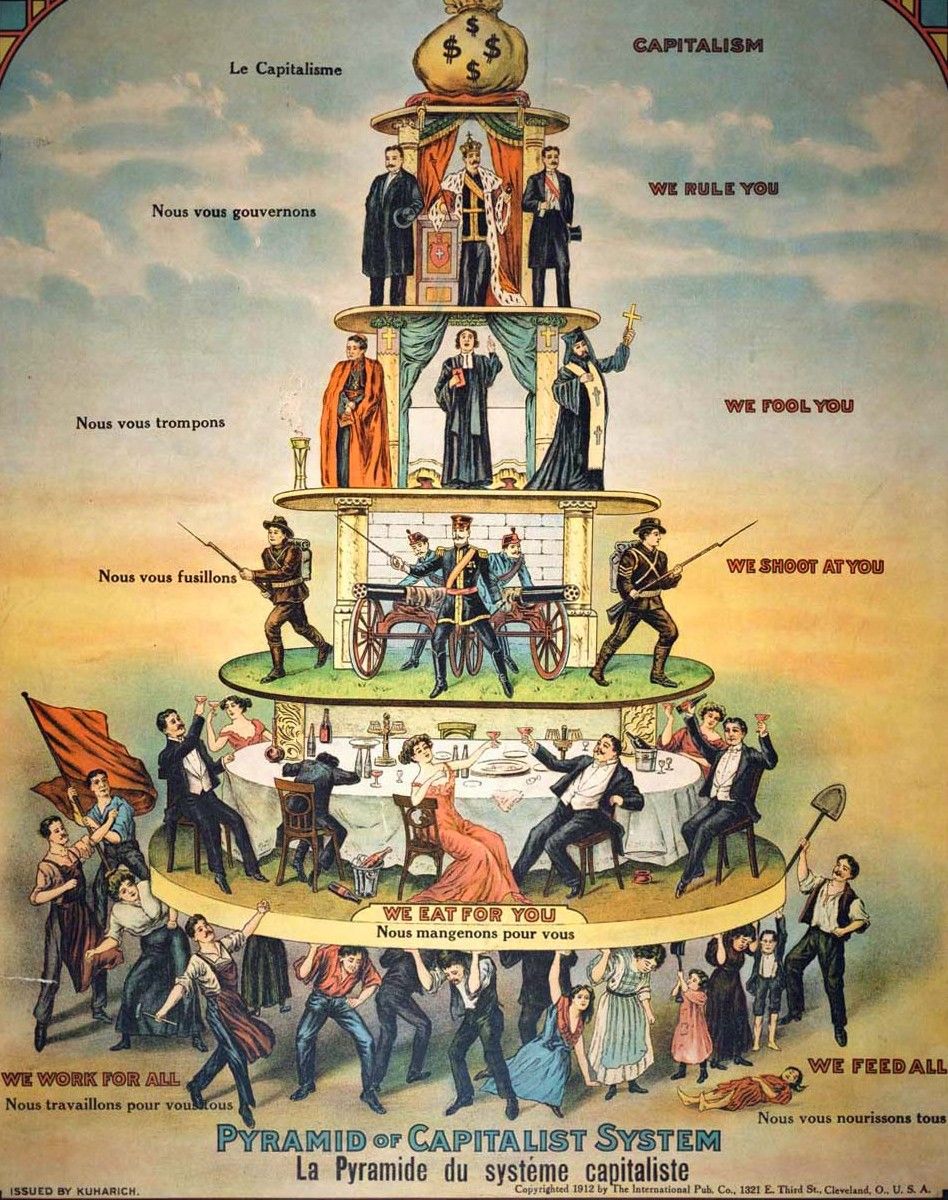 $ $ $ $
Le Capitalisme
CAPITALISM
Nous vous gouvernons
WE RULE YOU
Nous vous trompons
WE FOOL YOU
Nous vous fusillons
WE SHOOT AT YOU
WE EAT FOR YOU
Nous mangenons pour vous
WE WORK FOR ALL
Nous travaillons pour vous tous
WE FEED ALL
Nous vous nourissons tous
PYRAMID OF CAPITALIST SYSTEM
La Pyramide du systéme capitaliste
ISSUED BY KUHARICH.
Copyrighted 1912 by The International Pub. Co., 1321 E. Third St., Cleveland, O., U. S. A.